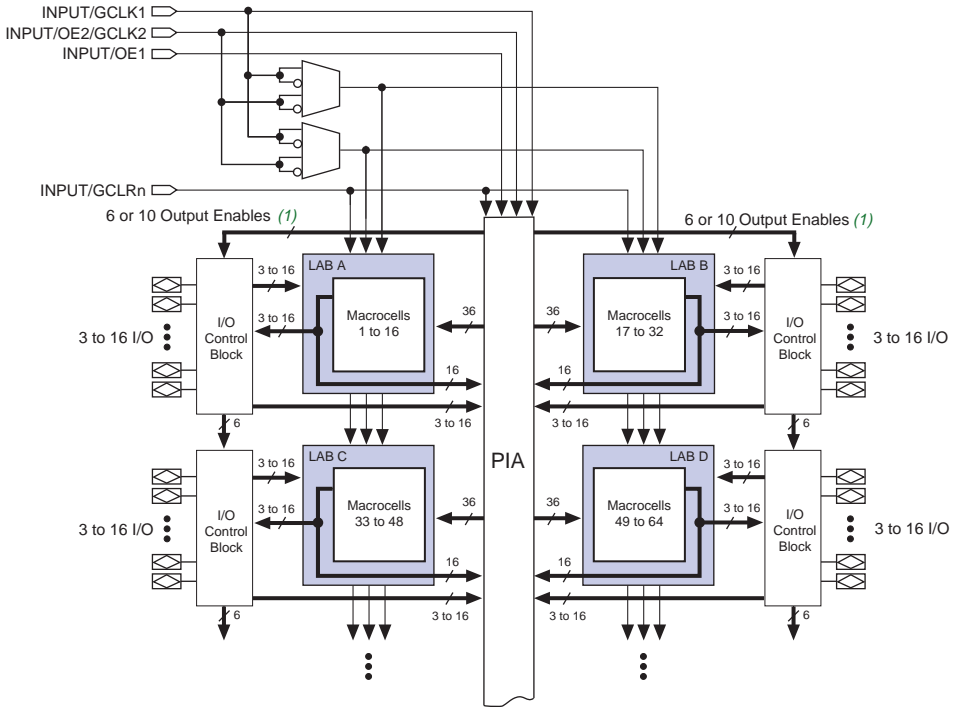 INPUT/GCLK1
INPUT/OE2/GCLK2
INPUT/OE1
INPUT/GCLRn
6 or 10 Output Enables (1)
6 or 10 Output Enables (1)
3 to 16 I/O
I/O
Control
Block
3 to 16
3 to 16
6
LAB A
Macrocells
1 to 16
36
16
3 to 16
36
16
3 to 16
LAB B
Macrocells
17 to 32
3 to 16
3 to 16
I/O
Control
Block
6
3 to 16 I/O
PIA
3 to 16 I/O
I/O
Control
Block
3 to 16
3 to 16
6
LAB C
Macrocells
33 to 48
36
16
3 to 16
36
16
3 to 16
LAB D
Macrocells
49 to 64
3 to 16
3 to 16
I/O
Control
Block
6
3 to 16 I/O